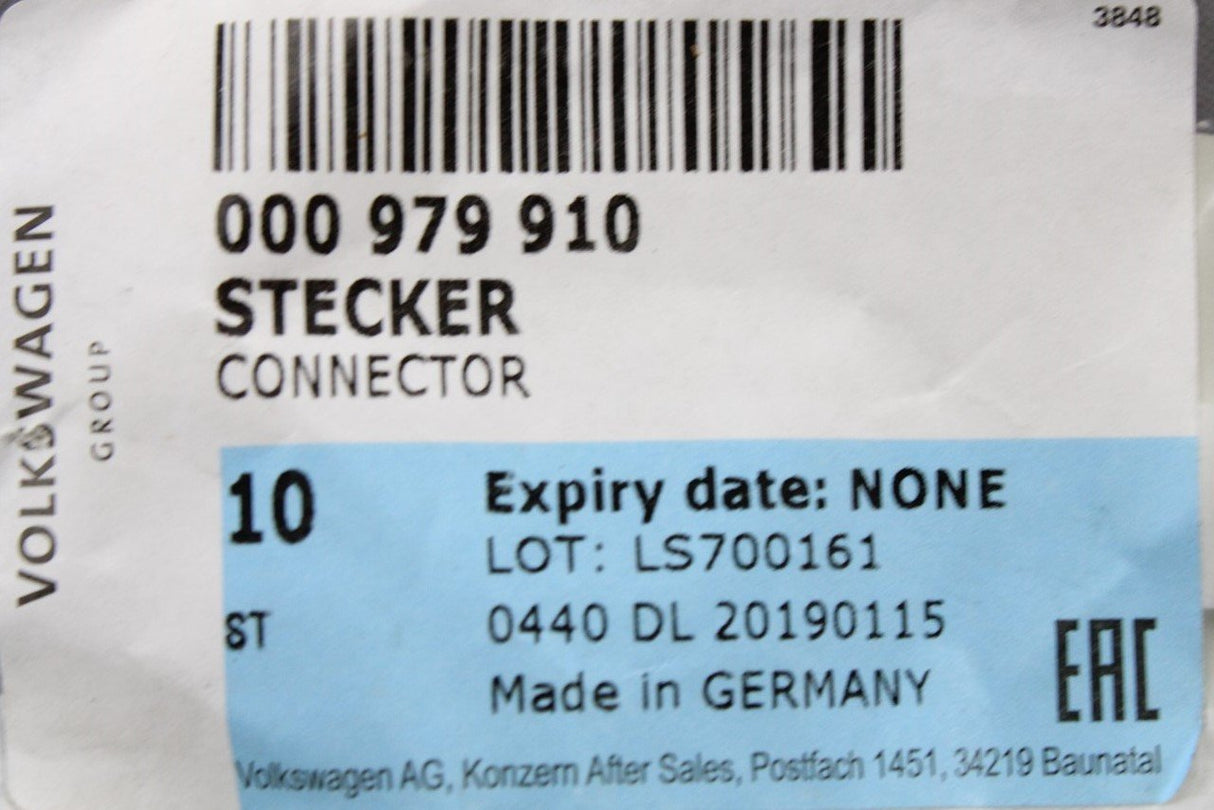 3848
000 979 910
STECKER
CONNECTOR
VOLKSWAGEN
GROUP
10
Expiry date: NONE
LOT: LS700161
ST
0440 DL 20190115
Made in GERMANY
EAC
Volkswagen AG, Konzern After Sales, Postfach 1451, 34219 Baunatal